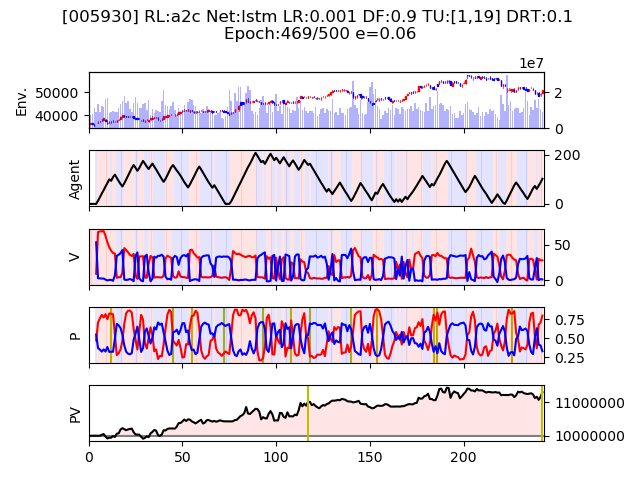 [005930] RL:a2c Net:lstm LR:0.001 DF:0.9 TU:[1,19] DRT:0.1
Epoch:469/500 e=0.06
1e7
Env.
50000
40000
2
0
Agent
200
0
V
50
0
P
0.75
0.50
0.25
PV
11000000
10000000
0 50 100 150 200